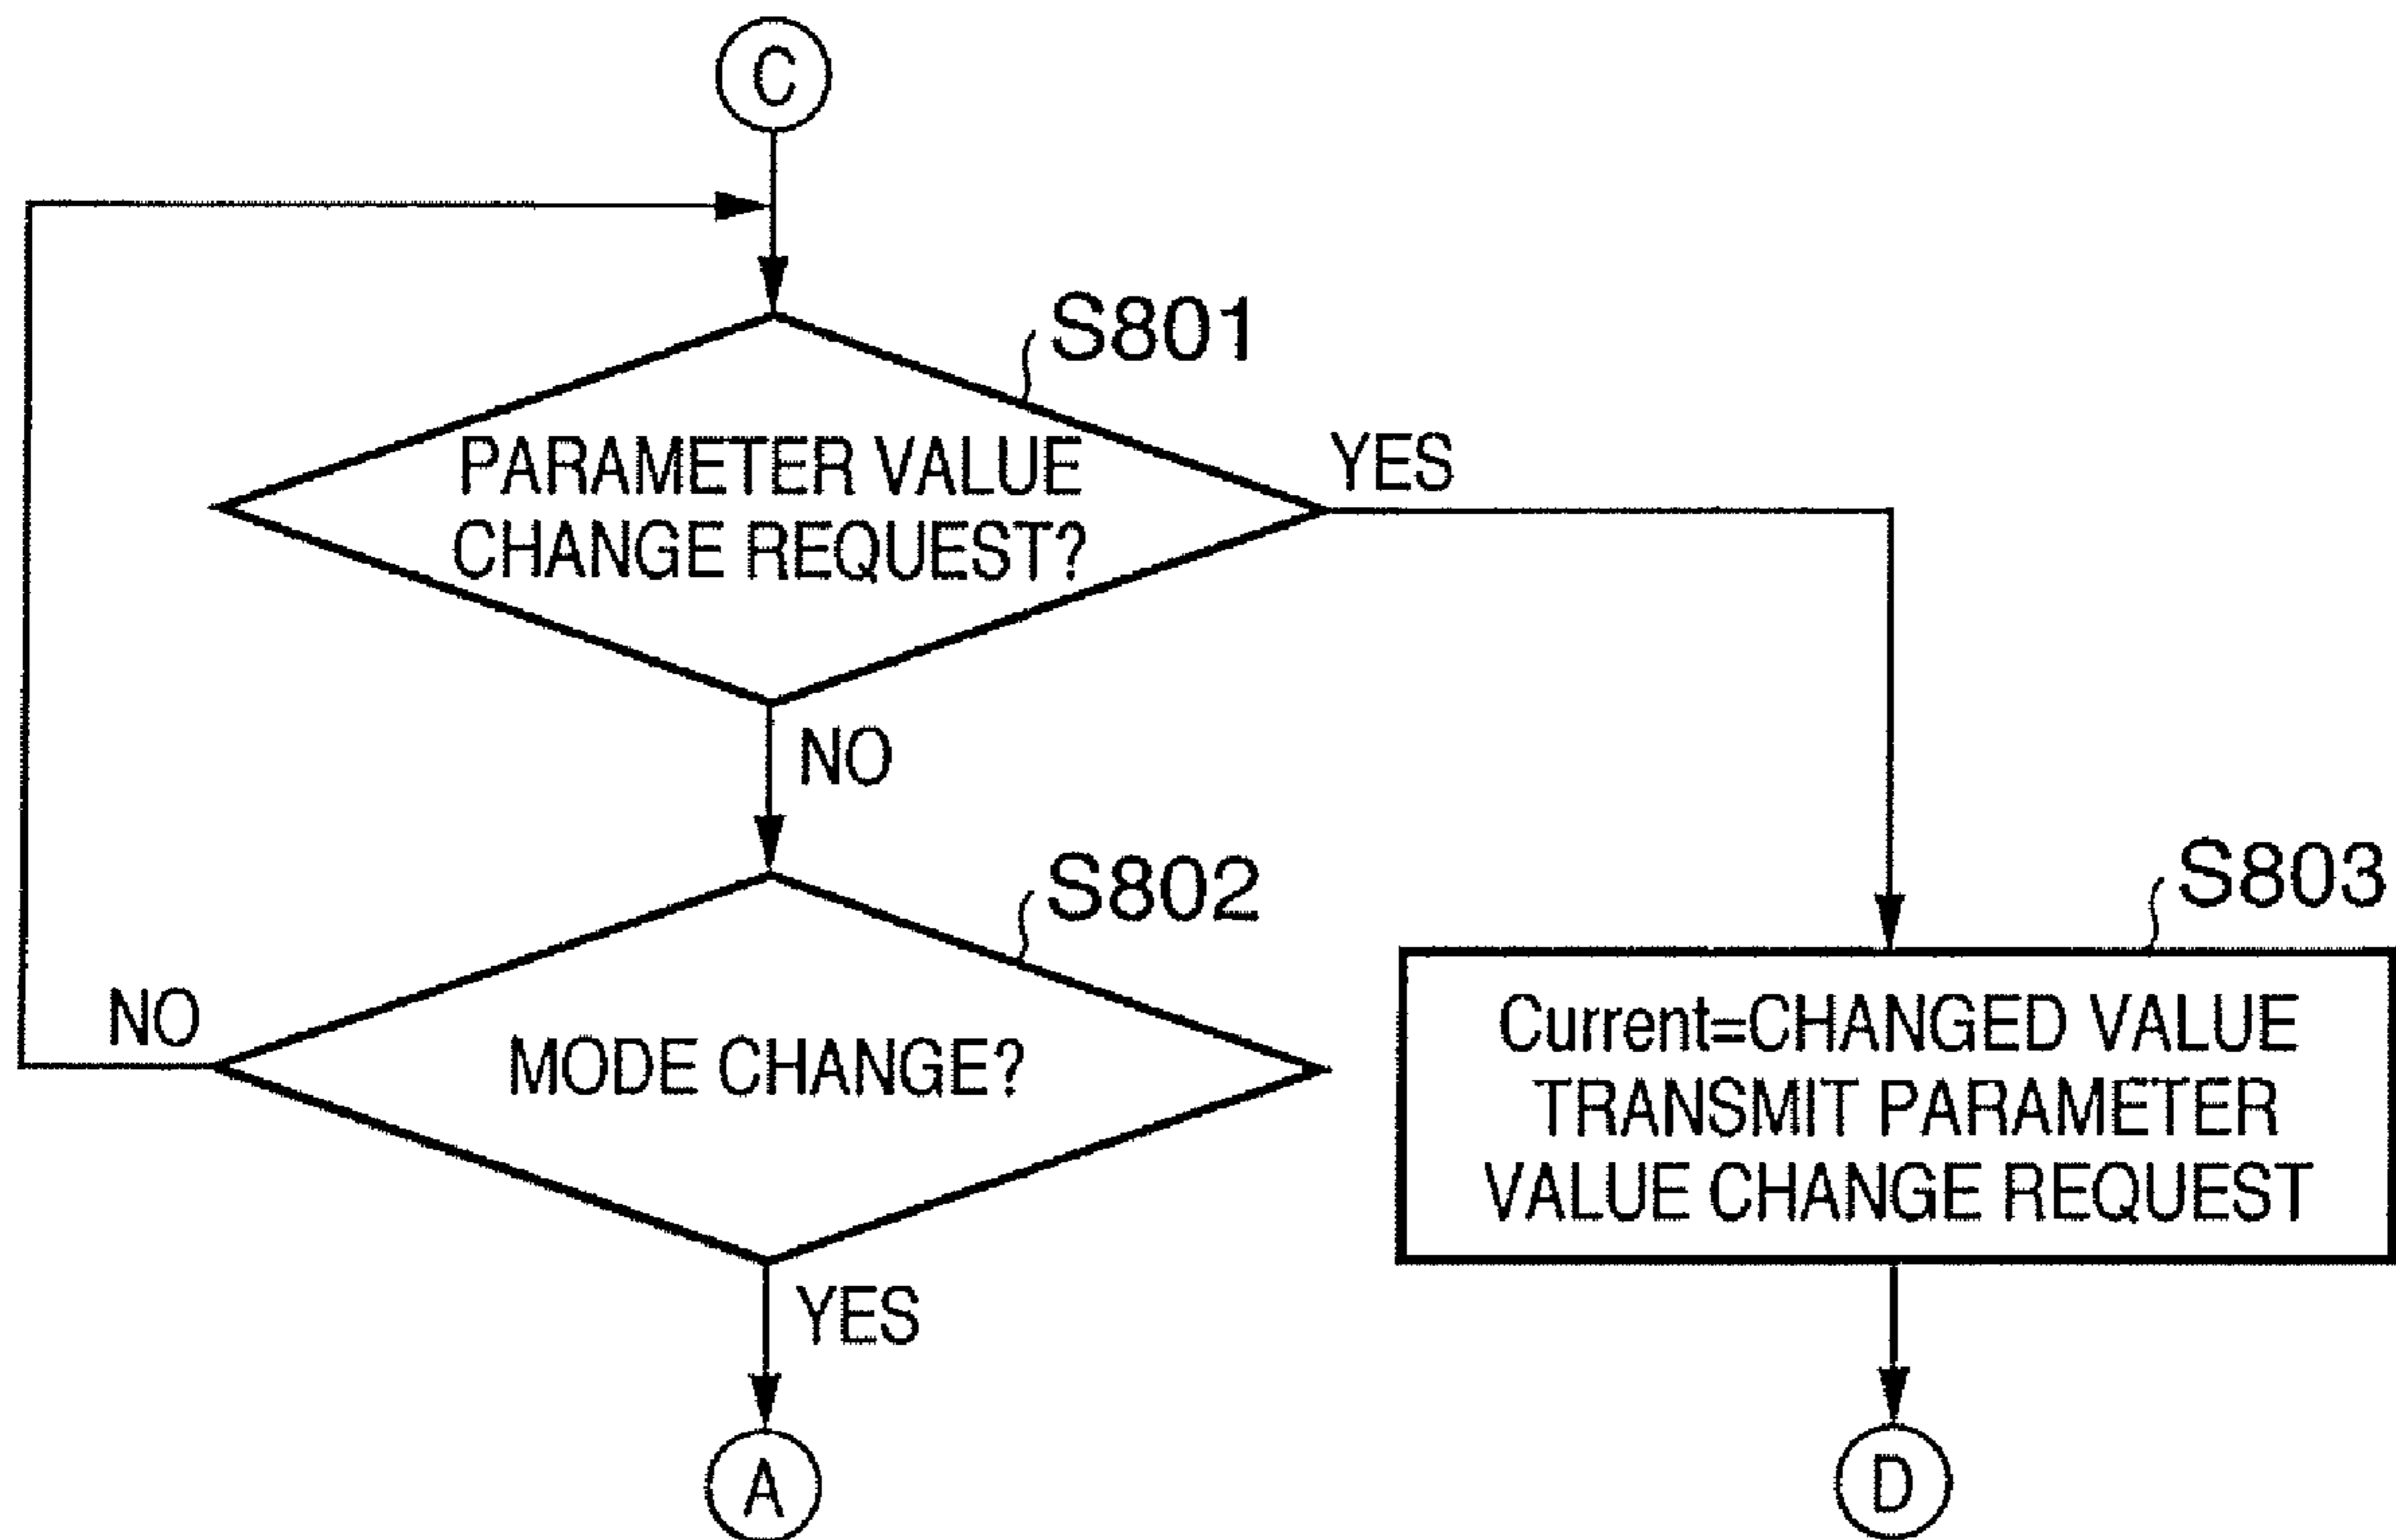 C
S801
PARAMETER VALUE
CHANGE REQUEST?
YES
NO
S802
MODE CHANGE?
NO
YES
A
S803
Current=CHANGED VALUE
TRANSMIT PARAMETER
VALUE CHANGE REQUEST
D